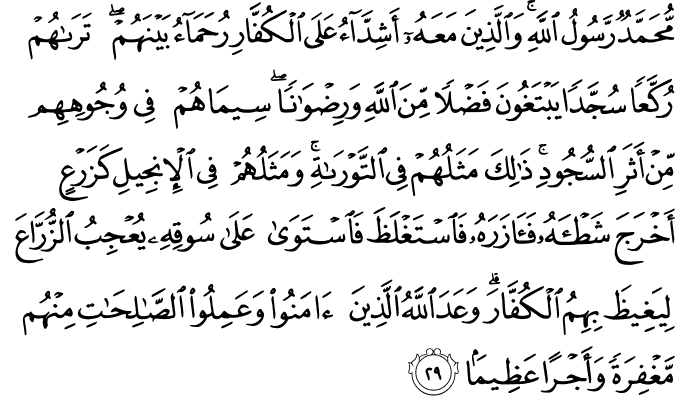 مُّحَمَّدٌ رَّسُولُ ٱللَّهِ ۚ وَٱلَّذِينَ مَعَهُۥٓ أَشِدَّآءُ عَلَى ٱلْكُفَّارِ رُحَمَآءُ بَيْنَهُمْ ۖ تَرَىٰهُمْ
رُكَّعًا سُجَّدًا يَبْتَغُونَ فَضْلًا مِّنَ ٱللَّهِ وَرِضْوَٰنًا ۖ سِيمَاهُمْ فِى وُجُوهِهِم
مِّنْ أَثَرِ ٱلسُّجُودِ ۚ ذَٰلِكَ مَثَلُهُمْ فِى ٱلتَّوْرَىٰةِ ۚ وَمَثَلُهُمْ فِى ٱلْإِنجِيلِ كَزَرْعٍ
أَخْرَجَ شَطْـَٔهُۥ فَـَٔازَرَهُۥ فَٱسْتَغْلَظَ فَٱسْتَوَىٰ عَلَىٰ سُوقِهِۦ يُعْجِبُ ٱلزُّرَّاعَ
لِيَغِيظَ بِهِمُ ٱلْكُفَّارَ ۗ وَعَدَ ٱللَّهُ ٱلَّذِينَ ءَامَنُوا۟ وَعَمِلُوا۟ ٱلصَّٰلِحَٰتِ مِنْهُم
مَّغْفِرَةً وَأَجْرًا عَظِيمًۢا ٢٩